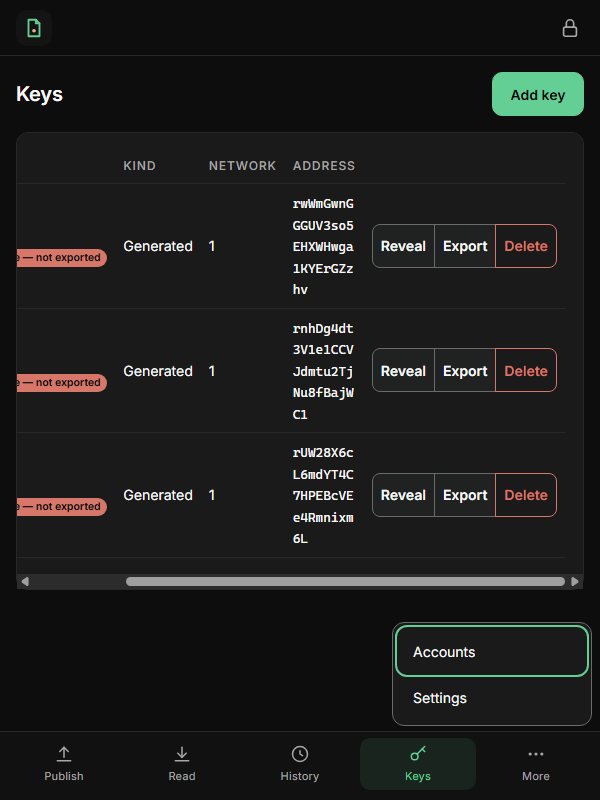 Keys
Add key
KIND NETWORK ADDRESS
— not exported Generated 1 rwWmGwnG
GGUV3so5
EHXWHwga
1KYErGZz
hv
Reveal Export Delete
— not exported Generated 1 rnhDg4dt
3V1e1CCV
Jdmtu2Tj
Nu8fBajW
C1
Reveal Export Delete
— not exported Generated 1 rUW28X6c
L6mdYT4C
7HPEBcVE
e4Rmnixm
6L
Reveal Export Delete
Accounts
Settings
Publish Read History Keys More